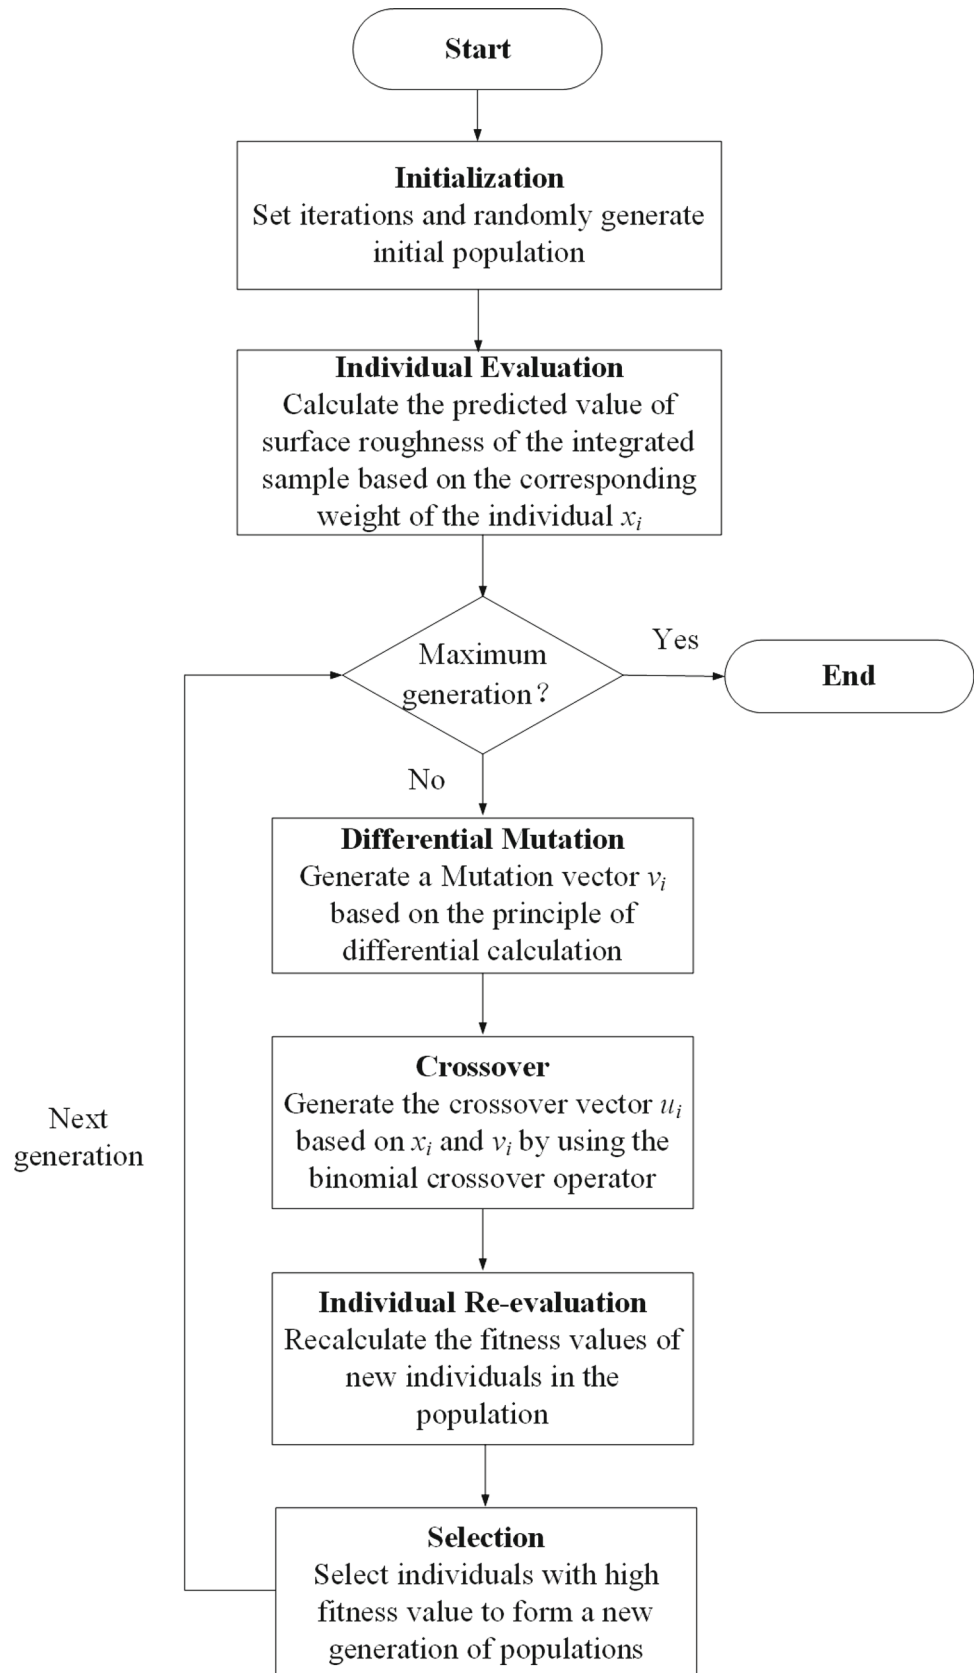 Start
Initialization
Set iterations and randomly generate
initial population
Individual Evaluation
Calculate the predicted value of
surface roughness of the integrated
sample based on the corresponding
weight of the individual xi
Maximum
generation?
Yes
End
No
Differential Mutation
Generate a Mutation vector vi
based on the principle of
differential calculation
Crossover
Generate the crossover vector ui
based on xi and vi by using the
binomial crossover operator
Next
generation
Individual Re-evaluation
Recalculate the fitness values of
new individuals in the
population
Selection
Select individuals with high
fitness value to form a new
generation of populations